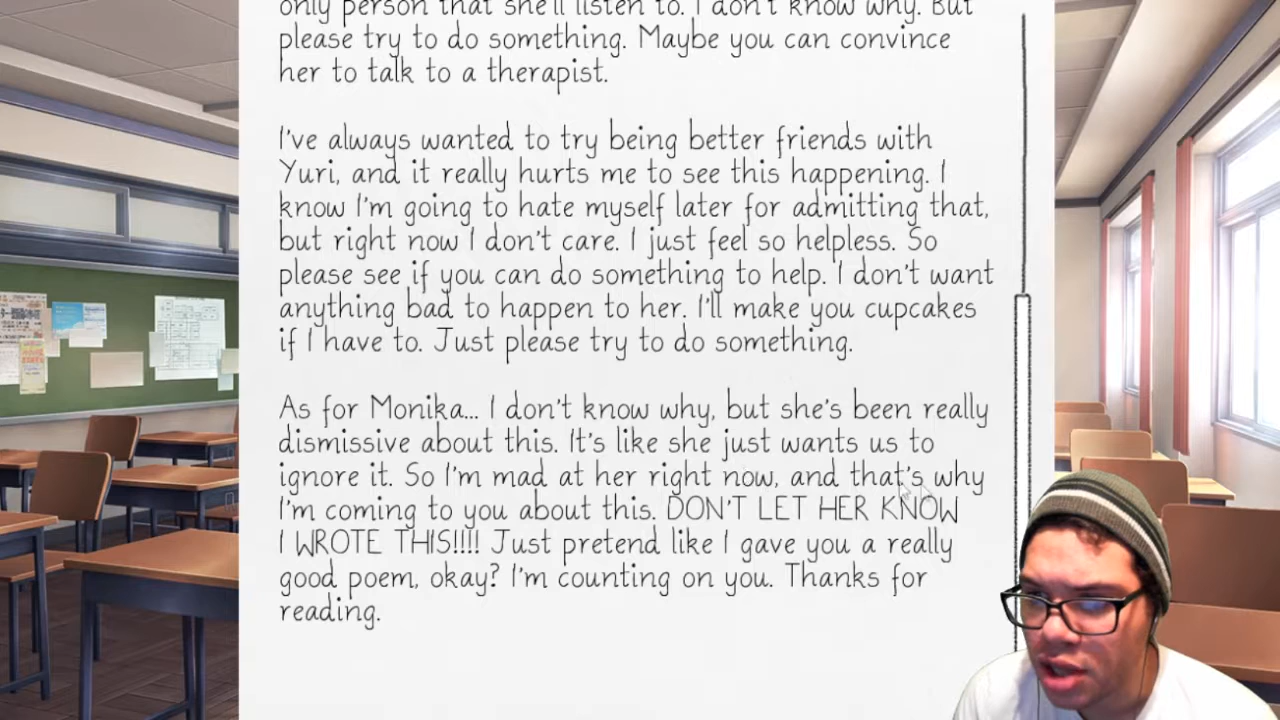 only person that she'll listen to. I don't know why. But
please try to do something. Maybe you can convince
her to talk to a therapist.
I've always wanted to try being better friends with
Yuri, and it really hurts me to see this happening. I
know I'm going to hate myself later for admitting that,
but right now I don't care. I just feel so helpless. So
please see if you can do something to help. I don't want
anything bad to happen to her. I'll make you cupcakes
if I have to. Just please try to do something.
As for Monika... I don't know why, but she's been really
dismissive about this. It's like she just wants us to
ignore it. So I'm mad at her right now, and that's why
I'm coming to you about this. DON'T LET HER KNOW
I WROTE THIS!!!! Just pretend like I gave you a really
good poem, okay? I'm counting on you. Thanks for
reading.